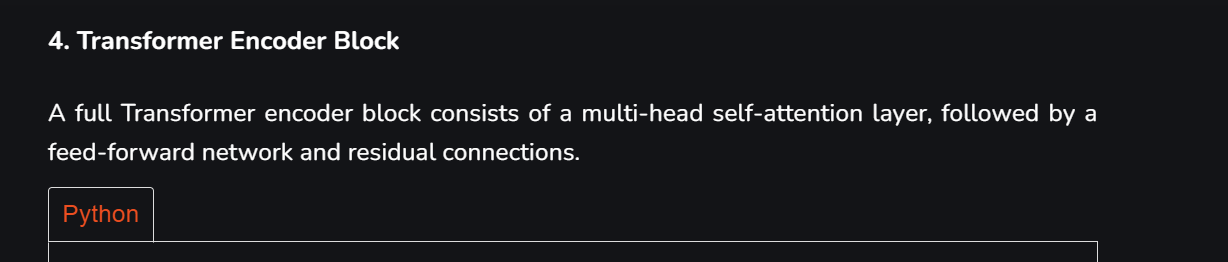 4. Transformer Encoder Block
A full Transformer encoder block consists of a multi-head self-attention layer, followed by a
feed-forward network and residual connections.
Python